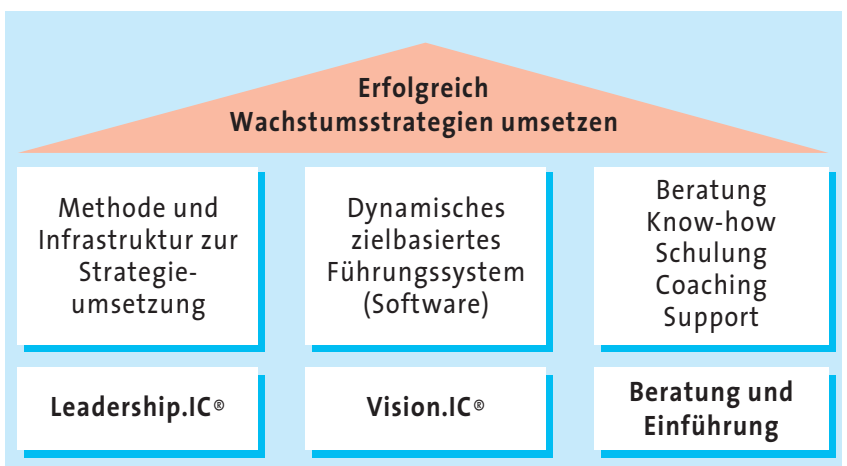 Erfolgreich
Wachstumsstrategien umsetzen
Methode und
Infrastruktur zur
Strategie-
umsetzung
Dynamisches
zielbasiertes
Führungssystem
(Software)
Beratung
Know-how
Schulung
Coaching
Support
Leadership.IC®
Vision.IC®
Beratung und
Einführung